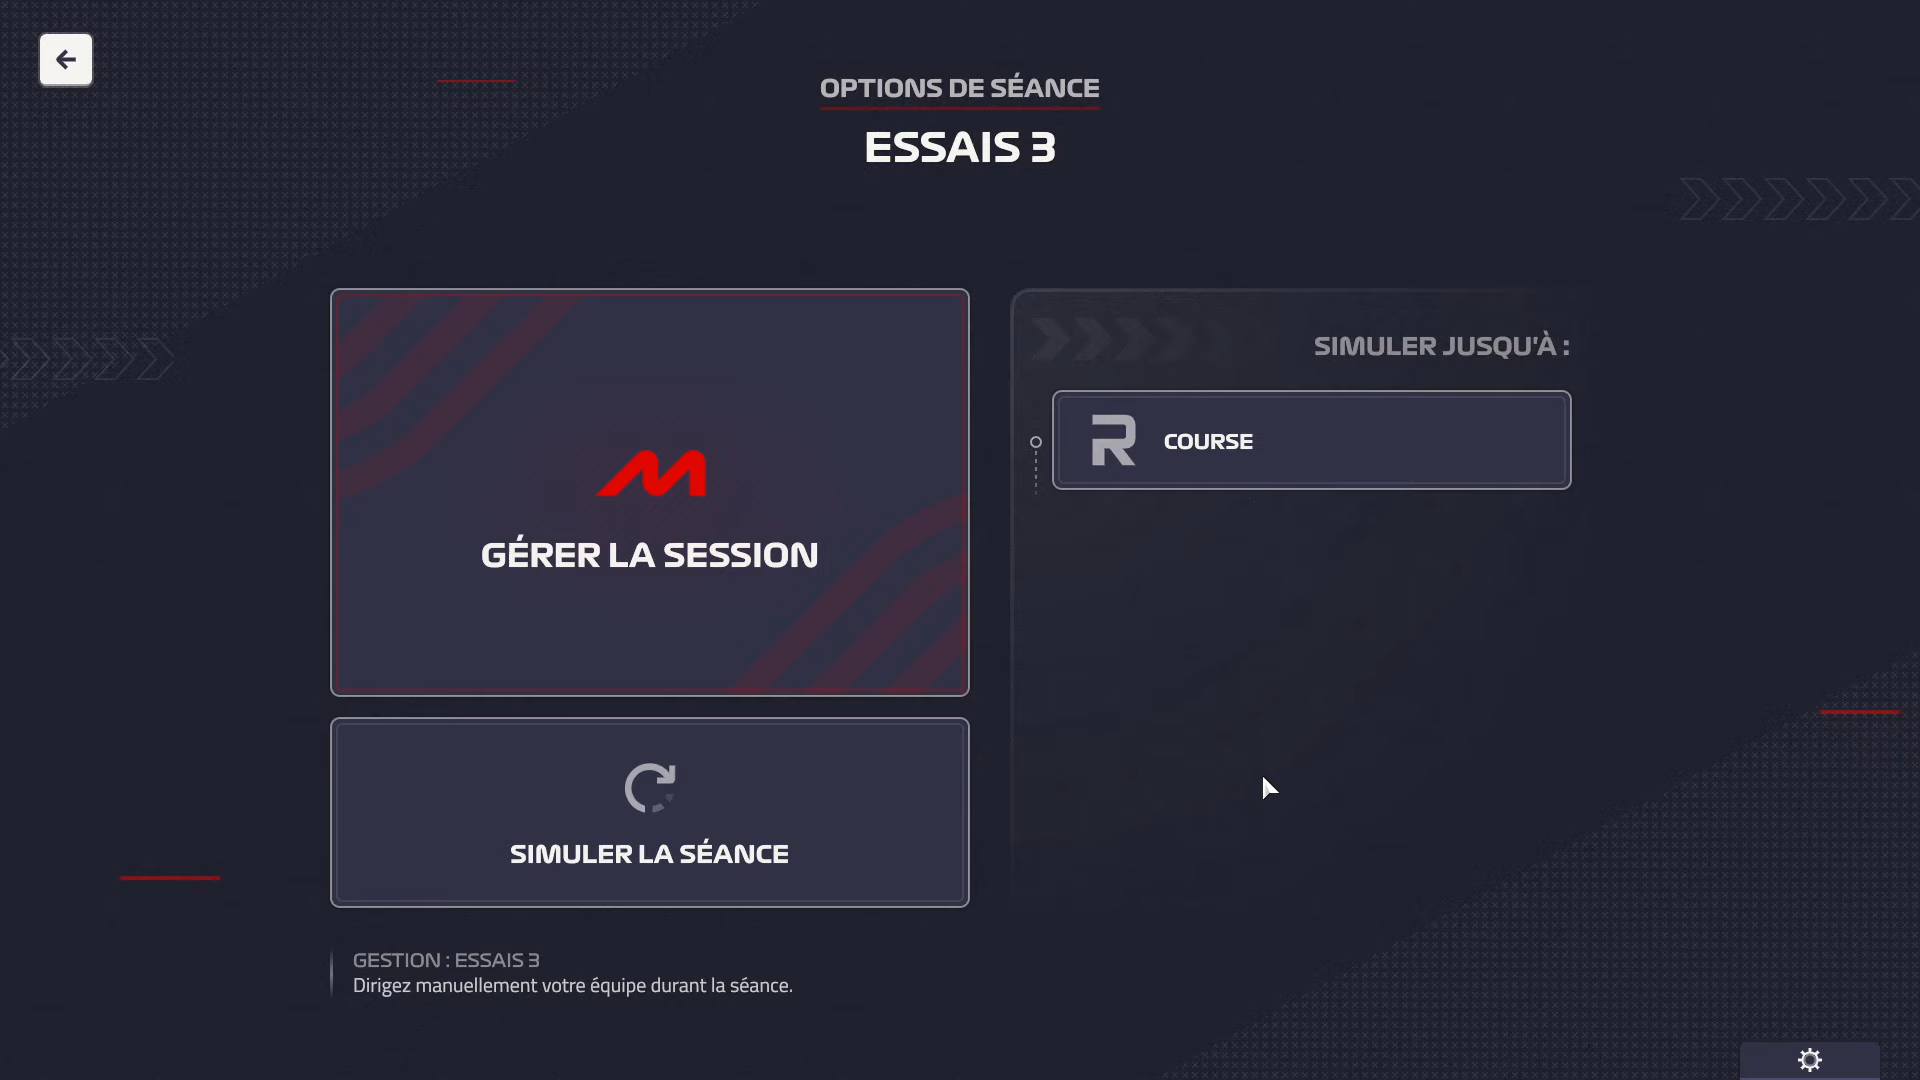 OPTIONS DE SÉANCE
ESSAIS 3
GÉRER LA SESSION
SIMULER LA SÉANCE
SIMULER JUSQU'À :
COURSE
GESTION : ESSAIS 3
Dirigez manuellement votre équipe durant la séance.